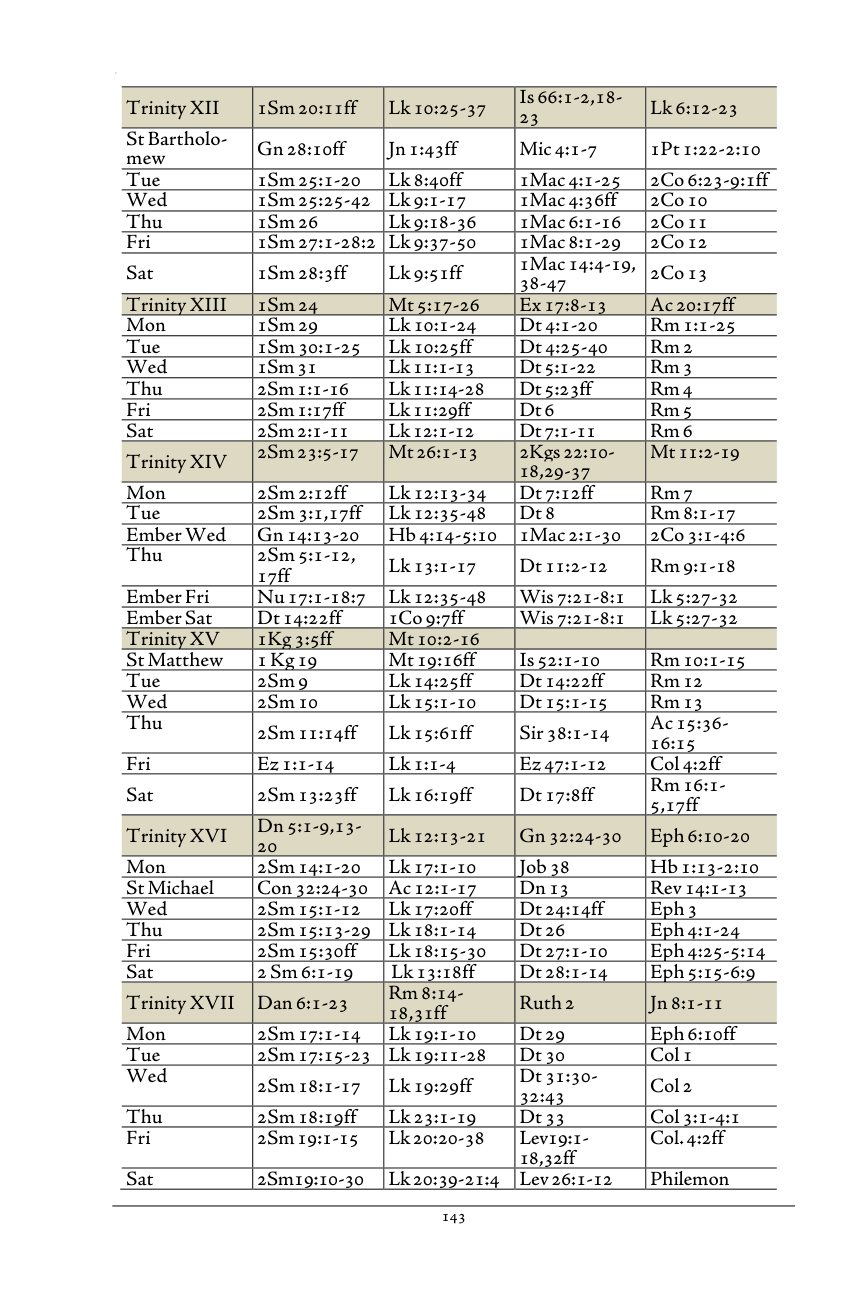 Trinity XII 1Sm 20:11ff Lk 10:25-37 Is 66:1-2,18-23 Lk 6:12-23
St Bartholo-mew Gn 28:10ff Jn 1:43ff Mic 4:1-7 1Pt 1:22-2:10
Tue 1Sm 25:1-20 Lk 8:40ff 1Mac 4:1-25 2Co 6:23-9:1ff
Wed 1Sm 25:25-42 Lk 9:1-17 1Mac 4:36ff 2Co 10
Thu 1Sm 26 Lk 9:18-36 1Mac 6:1-16 2Co 11
Fri 1Sm 27:1-28:2 Lk 9:37-50 1Mac 8:1-29 2Co 12
Sat 1Sm 28:3ff Lk 9:51ff 1Mac 14:4-19, 38-47 2Co 13
Trinity XIII 1Sm 24 Mt 5:17-26 Ex 17:8-13 Ac 20:17ff
Mon 1Sm 29 Lk 10:1-24 Dt 4:1-20 Rm 1:1-25
Tue 1Sm 30:1-25 Lk 10:25ff Dt 4:25-40 Rm 2
Wed 1Sm 31 Lk 11:1-13 Dt 5:1-22 Rm 3
Thu 2Sm 1:1-16 Lk 11:14-28 Dt 5:23ff Rm 4
Fri 2Sm 1:17ff Lk 11:29ff Dt 6 Rm 5
Sat 2Sm 2:1-11 Lk 12:1-12 Dt 7:1-11 Rm 6
Trinity XIV 2Sm 23:5-17 Mt 26:1-13 2Kgs 22:10-18,29-37 Mt 11:2-19
Mon 2Sm 2:12ff Lk 12:13-34 Dt 7:12ff Rm 7
Tue 2Sm 3:1,17ff Lk 12:35-48 Dt 8 Rm 8:1-17
Ember Wed Gn 14:13-20 Hb 4:14-5:10 1Mac 2:1-30 2Co 3:1-4:6
Thu 2Sm 5:1-12, 17ff Lk 13:1-17 Dt 11:2-12 Rm 9:1-18
Ember Fri Nu 17:1-18:7 Lk 12:35-48 Wis 7:21-8:1 Lk 5:27-32
Ember Sat Dt 14:22ff 1Co 9:7ff Wis 7:21-8:1 Lk 5:27-32
Trinity XV 1Kg 3:5ff Mt 10:2-16
St Matthew 1 Kg 19 Mt 19:16ff Is 52:1-10 Rm 10:1-15
Tue 2Sm 9 Lk 14:25ff Dt 14:22ff Rm 12
Wed 2Sm 10 Lk 15:1-10 Dt 15:1-15 Rm 13
Thu 2Sm 11:14ff Lk 15:61ff Sir 38:1-14 Ac 15:36-16:15
Fri Ez 1:1-14 Lk 1:1-4 Ez 47:1-12 Col 4:2ff
Sat 2Sm 13:23ff Lk 16:19ff Dt 17:8ff Rm 16:1-5,17ff
Trinity XVI Dn 5:1-9,13-20 Lk 12:13-21 Gn 32:24-30 Eph 6:10-20
Mon 2Sm 14:1-20 Lk 17:1-10 Job 38 Hb 1:13-2:10
St Michael Con 32:24-30 Ac 12:1-17 Dn 13 Rev 14:1-13
Wed 2Sm 15:1-12 Lk 17:20ff Dt 24:14ff Eph 3
Thu 2Sm 15:13-29 Lk 18:1-14 Dt 26 Eph 4:1-24
Fri 2Sm 15:30ff Lk 18:15-30 Dt 27:1-10 Eph 4:25-5:14
Sat 2 Sm 6:1-19 Lk 13:18ff Dt 28:1-14 Eph 5:15-6:9
Trinity XVII Dan 6:1-23 Rm 8:14-18,31ff Ruth 2 Jn 8:1-11
Mon 2Sm 17:1-14 Lk 19:1-10 Dt 29 Eph 6:10ff
Tue 2Sm 17:15-23 Lk 19:11-28 Dt 30 Col 1
Wed 2Sm 18:1-17 Lk 19:29ff Dt 31:30-32:43 Col 2
Thu 2Sm 18:19ff Lk 23:1-19 Dt 33 Col 3:1-4:1
Fri 2Sm 19:1-15 Lk 20:20-38 Lev19:1-18,32ff Col. 4:2ff
Sat 2Sm19:10-30 Lk 20:39-21:4 Lev 26:1-12 Philemon
143